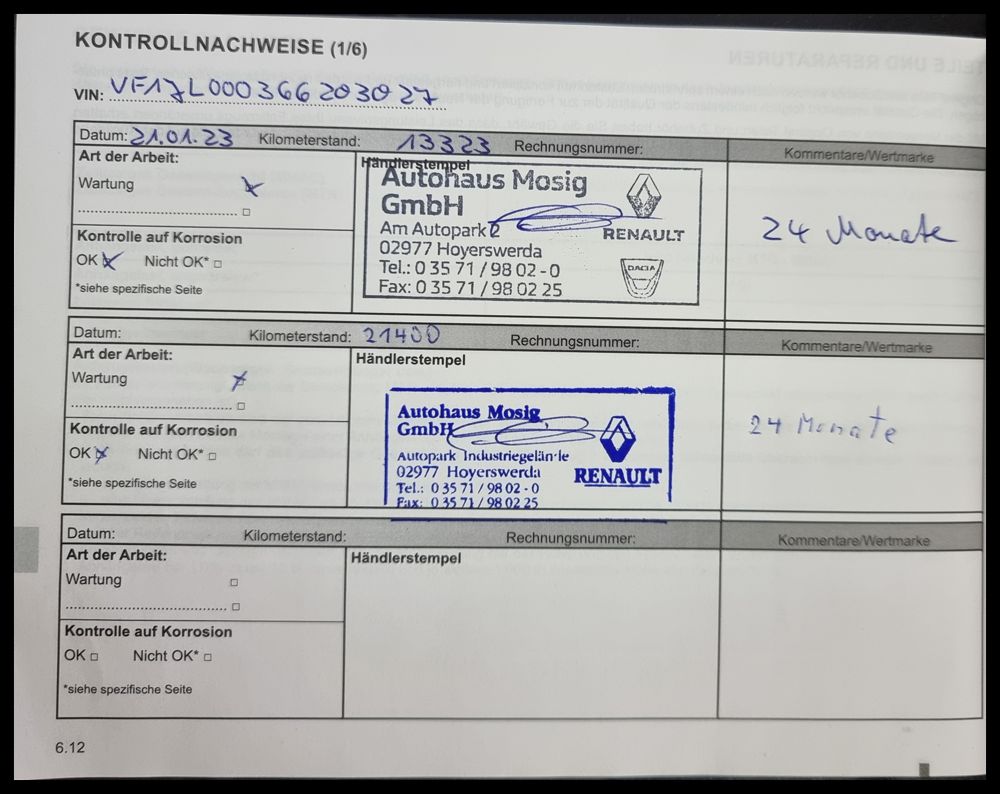 KONTROLLNACHWEISE (1/6)
VIN: VF17L000366203027
Datum: 21.01.23 Kilometerstand: 13323 Rechnungsnummer: Kommentare/Wertmarke
Art der Arbeit:
Wartung
Kontrolle auf Korrosion
OK Nicht OK*
*siehe spezifische Seite
Händlerstempel
Autohaus Mosig
GmbH
Am Autopark 2
02977 Hoyerswerda
Tel.: 0 35 71 / 98 02 - 0
Fax: 0 35 71 / 98 02 25
RENAULT
DACIA
24 Monate
Datum: Kilometerstand: 21400 Rechnungsnummer: Kommentare/Wertmarke
Art der Arbeit:
Wartung
Kontrolle auf Korrosion
OK Nicht OK*
*siehe spezifische Seite
Händlerstempel
Autohaus Mosig
GmbH
Autopark Industriegelände
02977 Hoyerswerda
Tel.: 0 35 71 / 98 02 - 0
Fax: 0 35 71 / 98 02 25
RENAULT
24 Monate
Datum: Kilometerstand: Rechnungsnummer: Kommentare/Wertmarke
Art der Arbeit:
Wartung
Kontrolle auf Korrosion
OK Nicht OK*
*siehe spezifische Seite
Händlerstempel
6.12